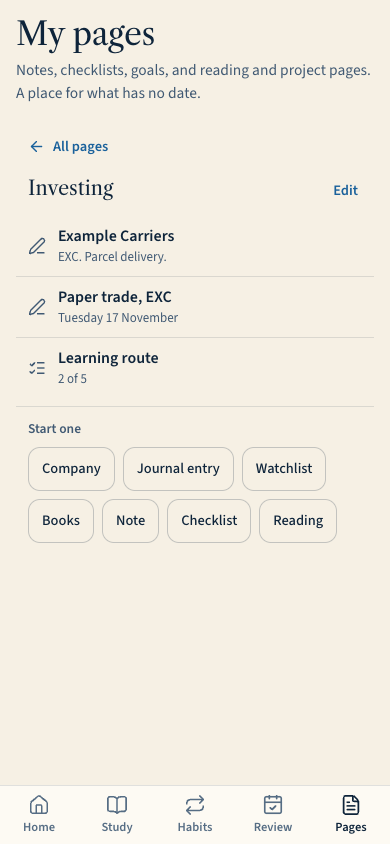 My pages
Notes, checklists, goals, and reading and project pages.
A place for what has no date.
All pages
Investing
Edit
Example Carriers
EXC. Parcel delivery.
Paper trade, EXC
Tuesday 17 November
Learning route
2 of 5
Start one
Company
Journal entry
Watchlist
Books
Note
Checklist
Reading
Home
Study
Habits
Review
Pages